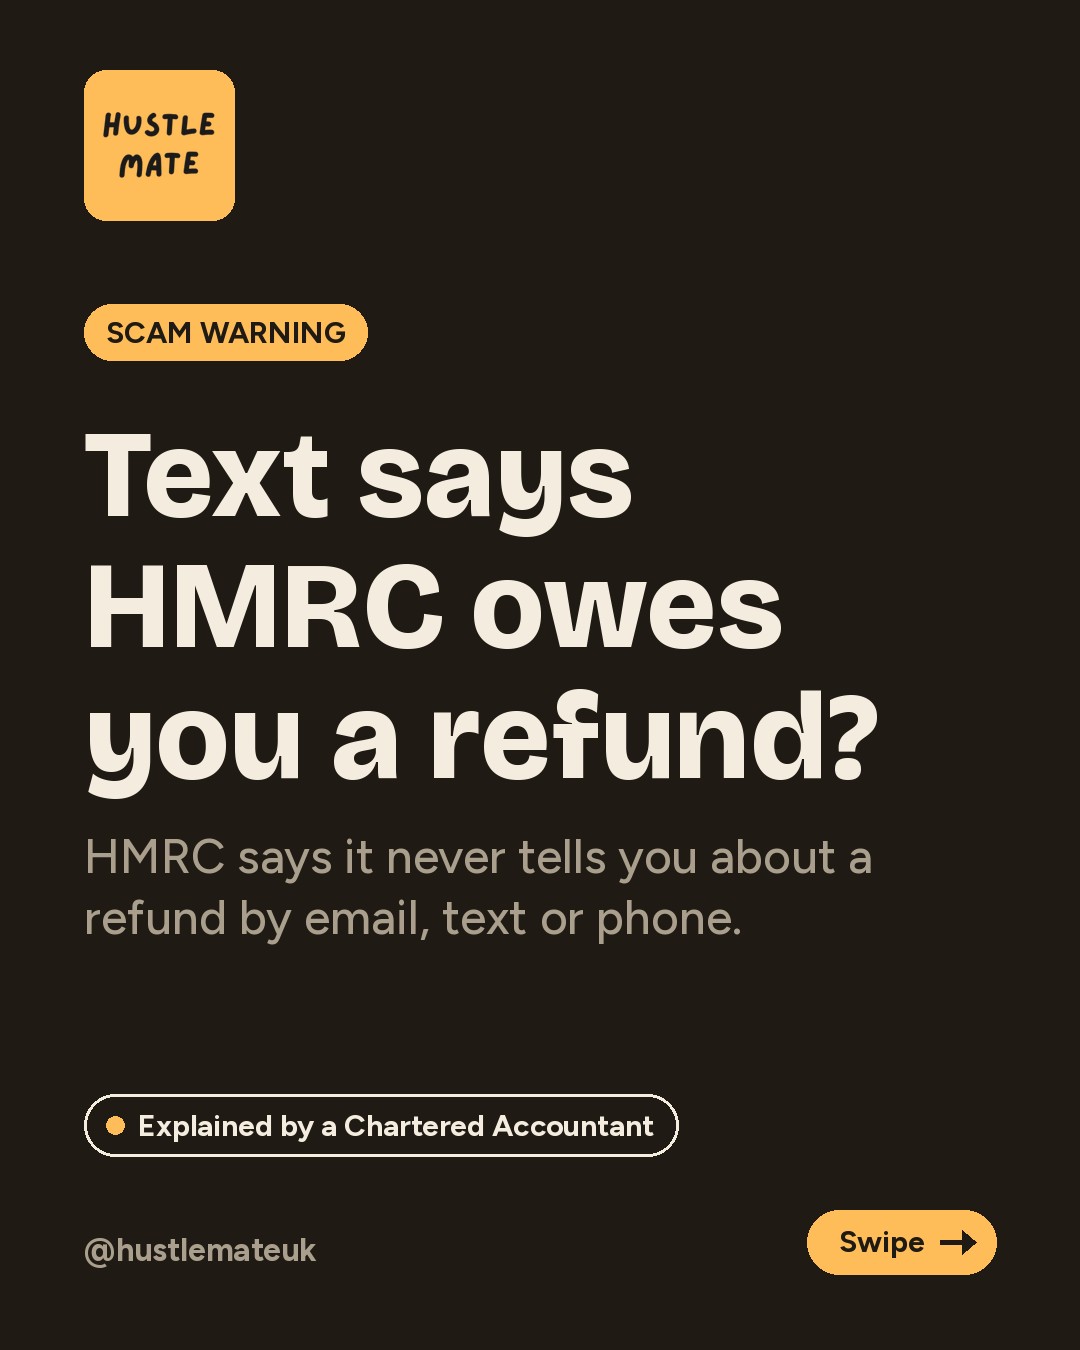 HUSTLE
MATE
SCAM WARNING
Text says
HMRC owes
you a refund?
HMRC says it never tells you about a
refund by email, text or phone.
Explained by a Chartered Accountant
@hustlemateuk
Swipe →